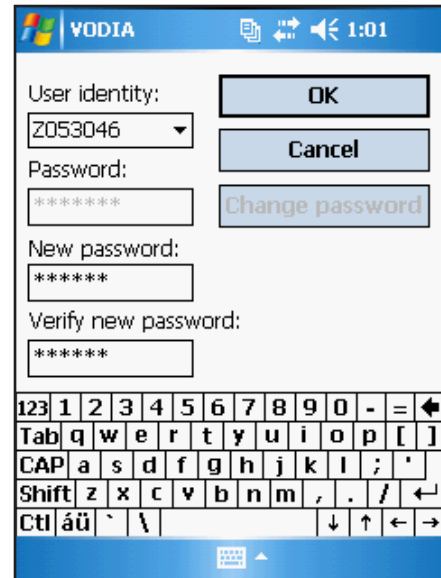 VODIA 1:01
User identity:
OK
Z053046
Cancel
Password:
*******
Change password
New password:
******
Verify new password:
******
123 1 2 3 4 5 6 7 8 9 0 - =
Tab q w e r t y u i o p [ ]
CAP a s d f g h j k l ; '
Shift z x c v b n m , . / ↵
Ctl áü ` \ ↓ ↑ ← →